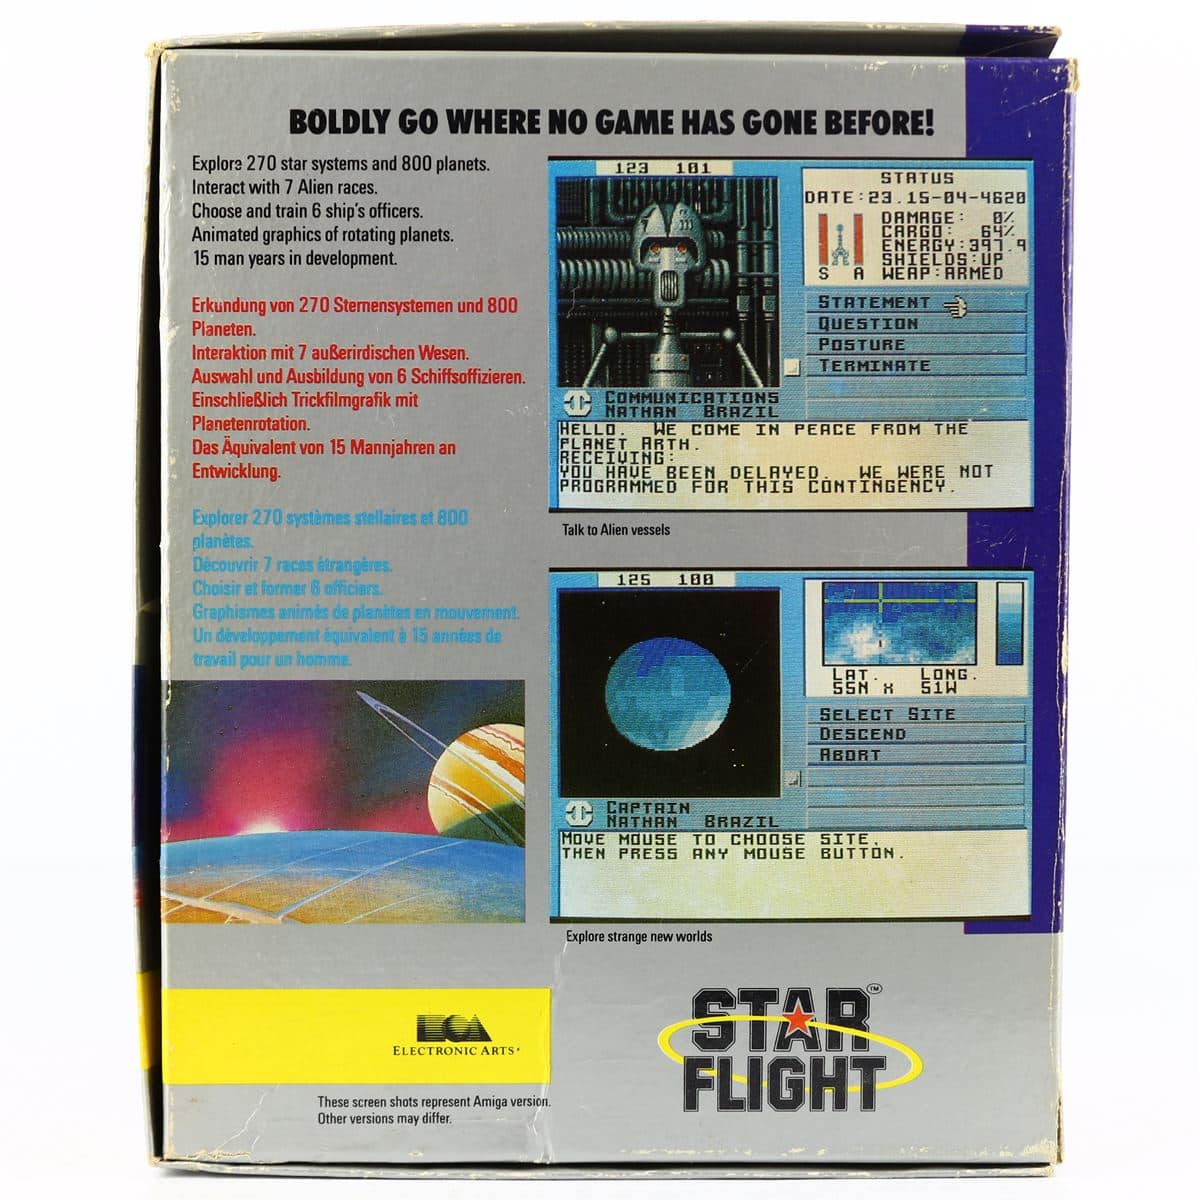 BOLDLY GO WHERE NO GAME HAS GONE BEFORE!
Explore 270 star systems and 800 planets.
Interact with 7 Alien races.
Choose and train 6 ship's officers.
Animated graphics of rotating planets.
15 man years in development.
Erkundung von 270 Sternensystemen und 800
Planeten.
Interaktion mit 7 außerirdischen Wesen.
Auswahl und Ausbildung von 6 Schiffsoffizieren.
Einschließlich Trickfilmgrafik mit
Planetenrotation.
Das Äquivalent von 15 Mannjahren an
Entwicklung.
Explorer 270 systèmes stellaires et 800
planètes.
Découvrir 7 races étrangères.
Choisir et former 6 officiers.
Graphismes animés de planètes en mouvement.
Un développement équivalent à 15 années de
travail pour un homme.
123 101
STATUS
DATE:23.15-04-4620
DAMAGE: 0%
CARGO: 64%
ENERGY:397.9
SHIELDS:UP
S A WEAP:ARMED
STATEMENT
QUESTION
POSTURE
TERMINATE
COMMUNICATIONS
NATHAN BRAZIL
HELLO. WE COME IN PEACE FROM THE
PLANET ARTH.
RECEIVING:
YOU HAVE BEEN DELAYED. WE WERE NOT
PROGRAMMED FOR THIS CONTINGENCY.
Talk to Alien vessels
125 100
LAT. LONG.
55N X 51W
SELECT SITE
DESCEND
ABORT
CAPTAIN
NATHAN BRAZIL
MOVE MOUSE TO CHOOSE SITE,
THEN PRESS ANY MOUSE BUTTON.
Explore strange new worlds
ELECTRONIC ARTS®
These screen shots represent Amiga version.
Other versions may differ.
STAR™
FLIGHT